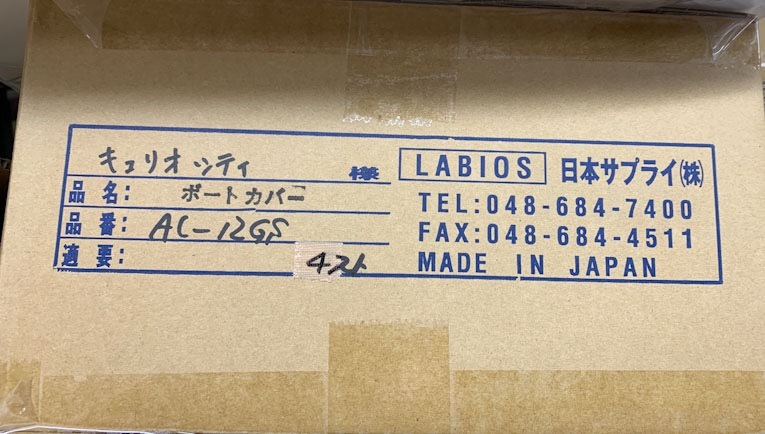 キュリオッティ 様
品名: ボートカバー
品番: AC-12GS
適要:
LABIOS 日本サプライ(株)
TEL:048-684-7400
FAX:048-684-4511
MADE IN JAPAN